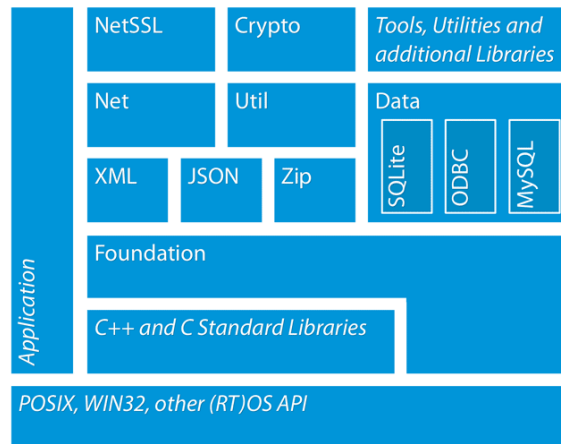 NetSSL
Crypto
Tools, Utilities and
additional Libraries
Net
Util
Data
SQLite
ODBC
MySQL
XML
JSON
Zip
Foundation
C++ and C Standard Libraries
Application
POSIX, WIN32, other (RT)OS API